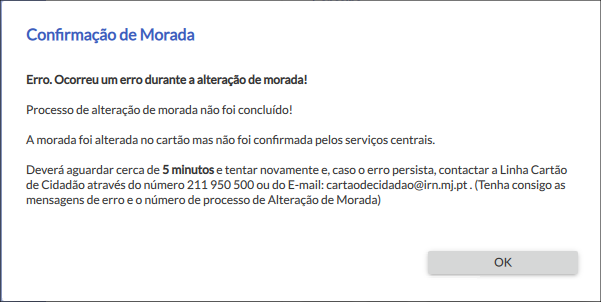 Confirmação de Morada
Erro. Ocorreu um erro durante a alteração de morada!
Processo de alteração de morada não foi concluído!
A morada foi alterada no cartão mas não foi confirmada pelos serviços centrais.
Deverá aguardar cerca de 5 minutos e tentar novamente e, caso o erro persista, contactar a Linha Cartão
de Cidadão através do número 211 950 500 ou do E-mail: cartaodecidadao@irn.mj.pt . (Tenha consigo as
mensagens de erro e o número de processo de Alteração de Morada)
OK